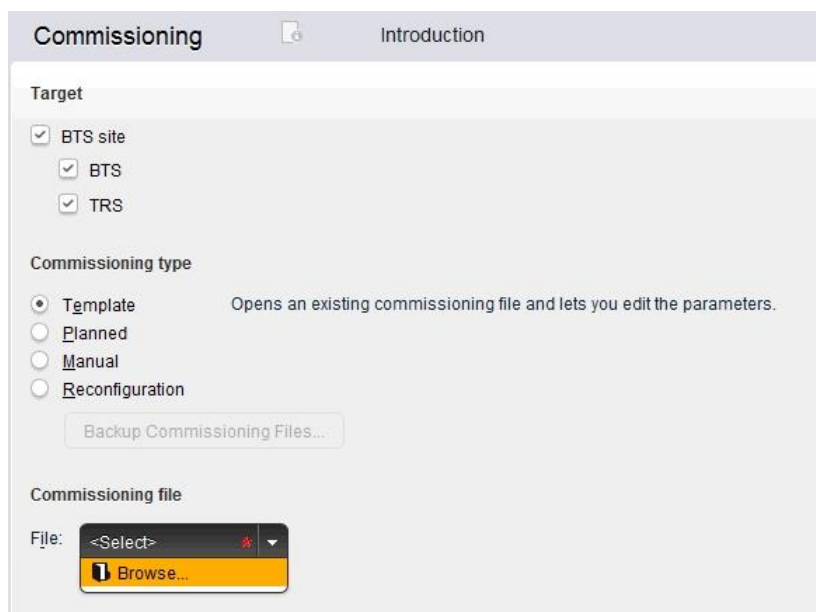 Commissioning Introduction
Target
BTS site
BTS
TRS
Commissioning type
Template Opens an existing commissioning file and lets you edit the parameters.
Planned
Manual
Reconfiguration
Backup Commissioning Files...
Commissioning file
File: <Select> *
Browse...